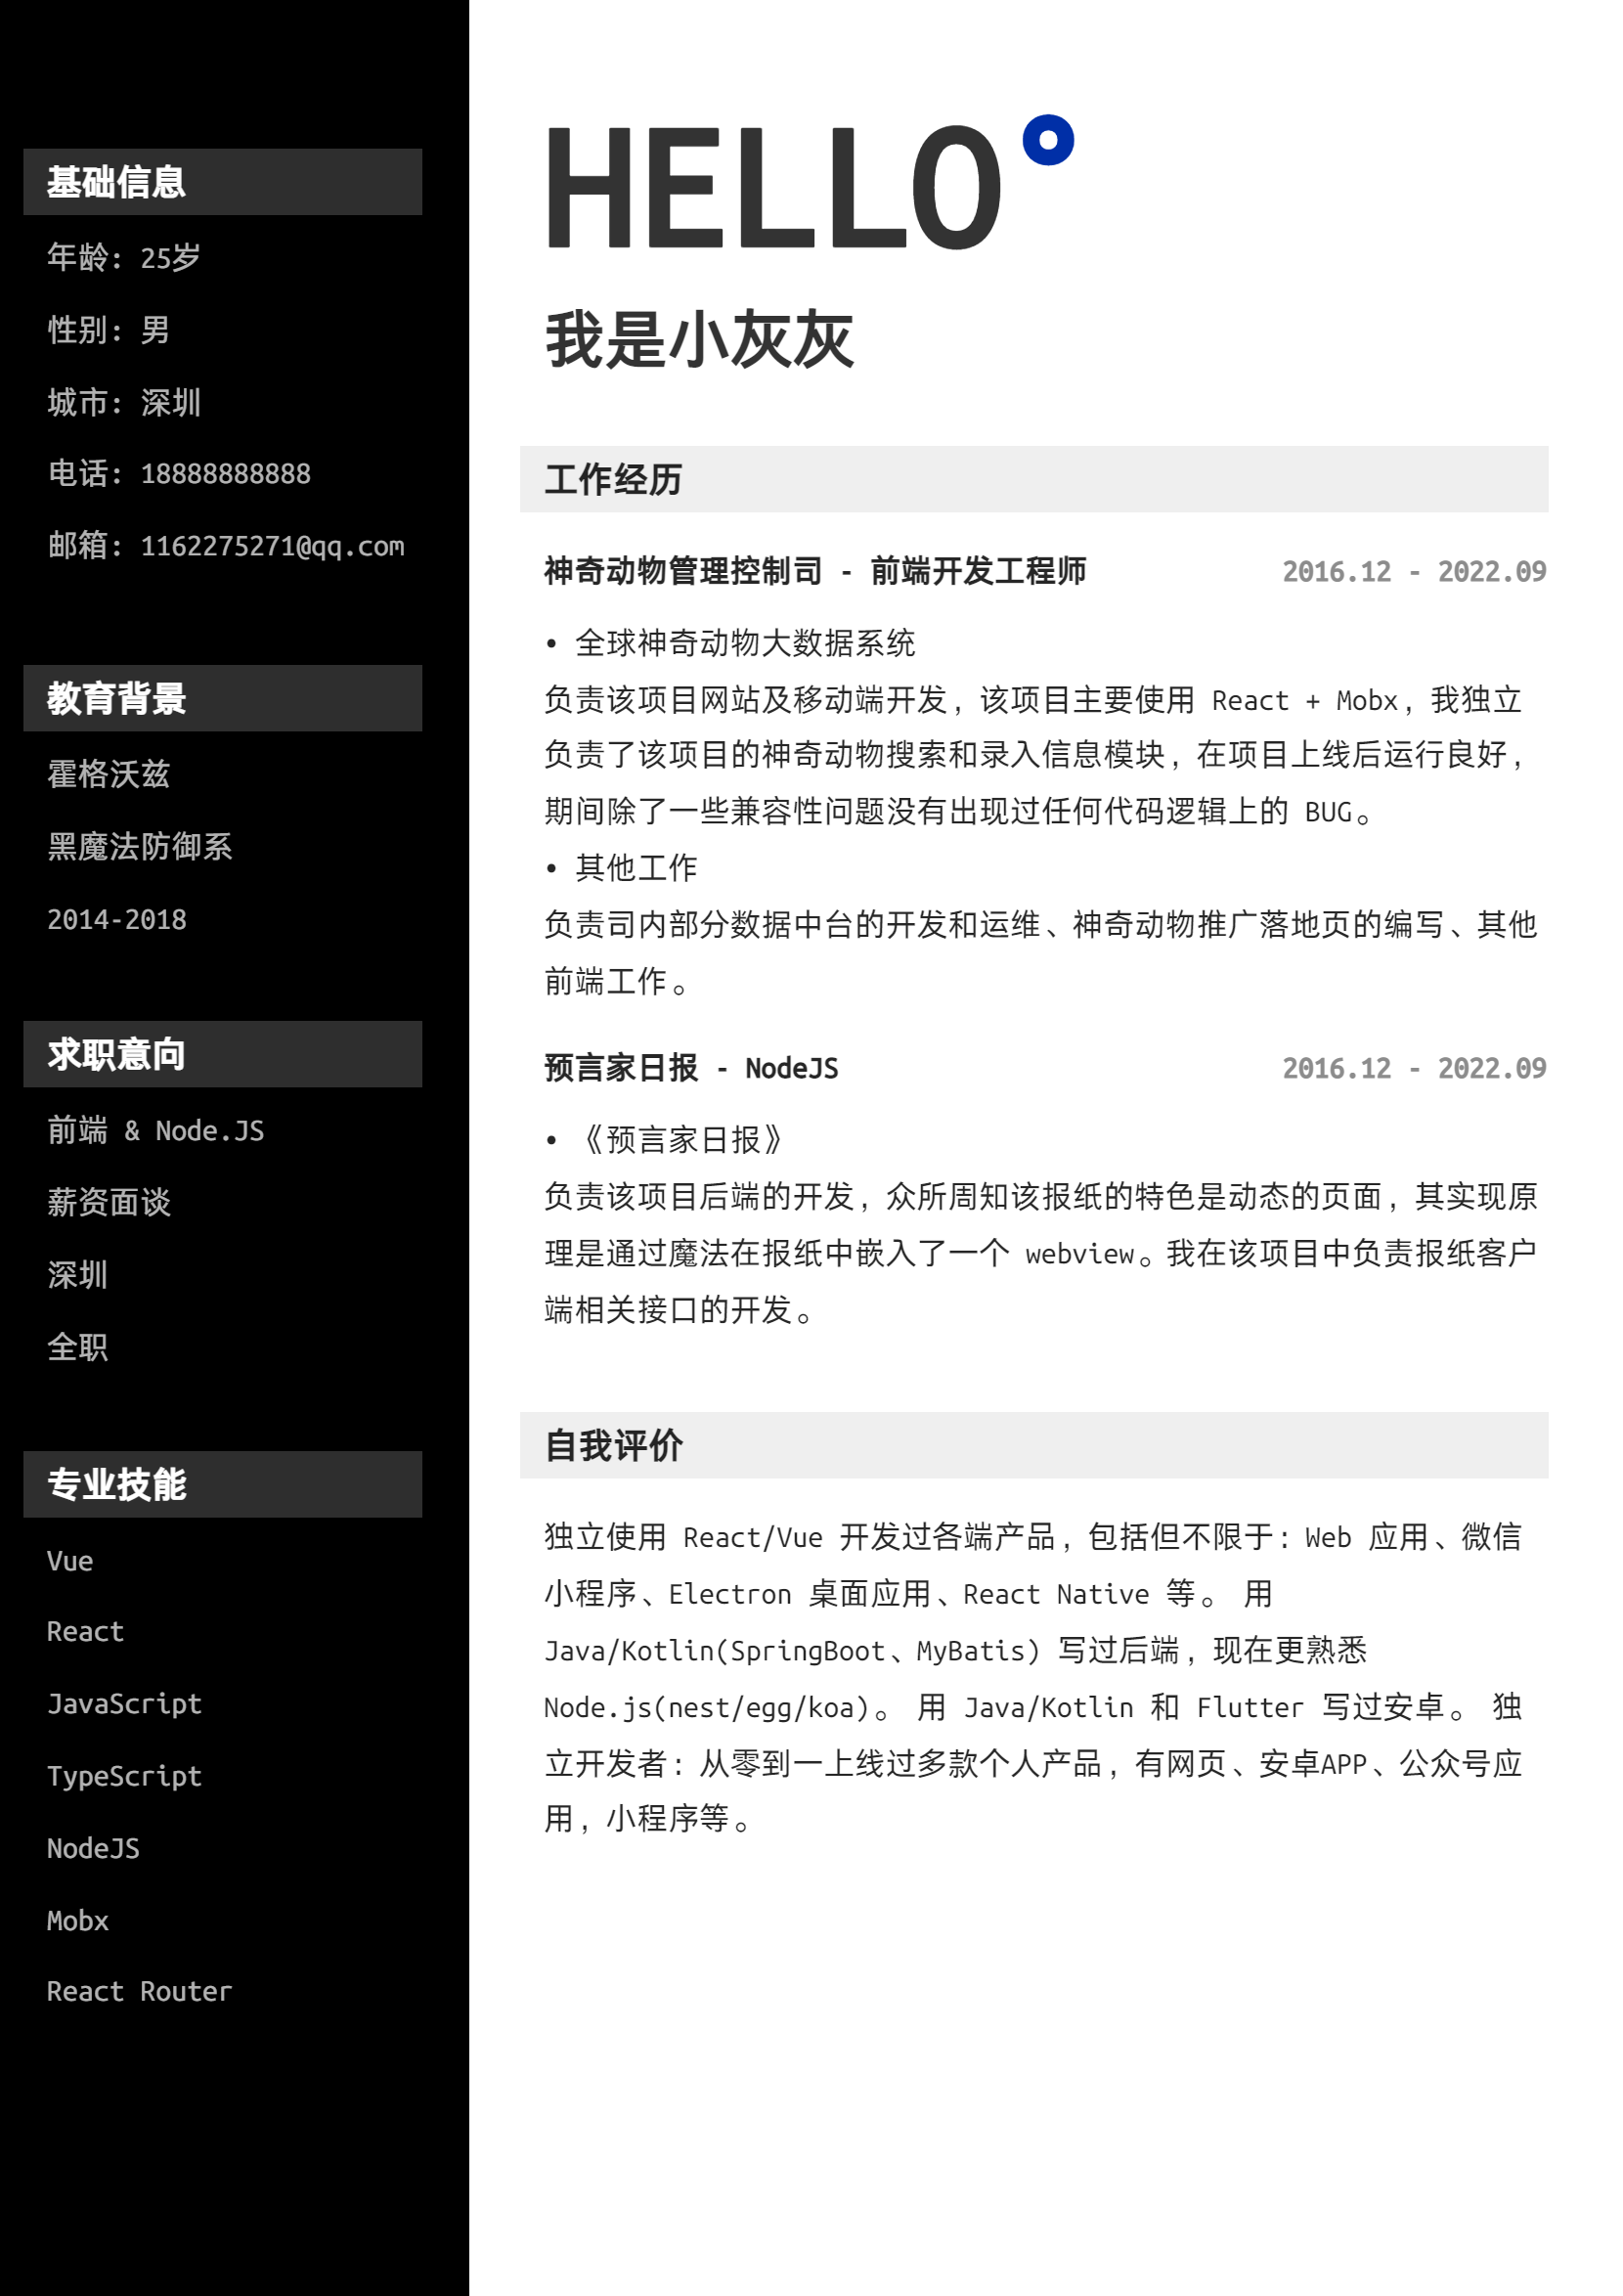 基础信息
年龄: 25岁
性别: 男
城市: 深圳
电话: 18888888888
邮箱: 1162275271@qq.com
教育背景
霍格沃兹
黑魔法防御系
2014-2018
求职意向
前端 & Node.JS
薪资面谈
深圳
全职
专业技能
Vue
React
JavaScript
TypeScript
NodeJS
Mobx
React Router
HELLO°
我是小灰灰
工作经历
神奇动物管理控制司 - 前端开发工程师 2016.12 - 2022.09
• 全球神奇动物大数据系统
负责该项目网站及移动端开发，该项目主要使用 React + Mobx，我独立
负责了该项目的神奇动物搜索和录入信息模块，在项目上线后运行良好，
期间除了一些兼容性问题没有出现过任何代码逻辑上的 BUG。
• 其他工作
负责司内部分数据中台的开发和运维、神奇动物推广落地页的编写、其他
前端工作。
预言家日报 - NodeJS 2016.12 - 2022.09
• 《预言家日报》
负责该项目后端的开发，众所周知该报纸的特色是动态的页面，其实现原
理是通过魔法在报纸中嵌入了一个 webview。我在该项目中负责报纸客户
端相关接口的开发。
自我评价
独立使用 React/Vue 开发过各端产品，包括但不限于：Web 应用、微信
小程序、Electron 桌面应用、React Native 等。 用
Java/Kotlin(SpringBoot、MyBatis) 写过后端，现在更熟悉
Node.js(nest/egg/koa)。 用 Java/Kotlin 和 Flutter 写过安卓。 独
立开发者：从零到一上线过多款个人产品，有网页、安卓APP、公众号应
用，小程序等。